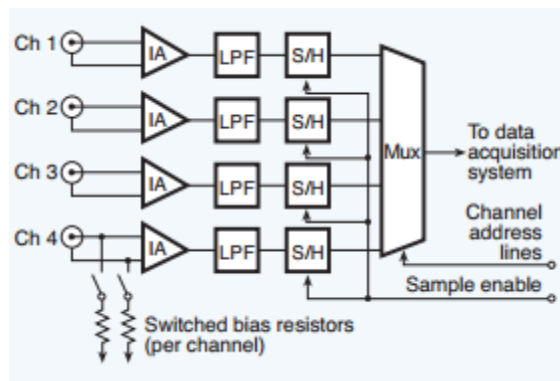 Ch 1
IA
LPF
S/H
Ch 2
IA
LPF
S/H
Ch 3
IA
LPF
S/H
Ch 4
IA
LPF
S/H
Mux
To data
acquisition
system
Channel
address
lines
Sample enable
Switched bias resistors
(per channel)